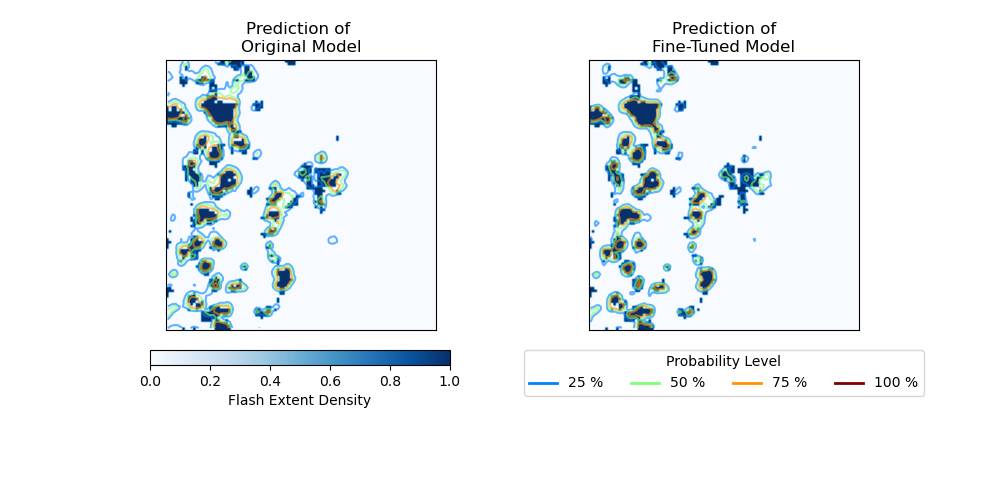 Prediction of
Original Model
Prediction of
Fine-Tuned Model
0.0 0.2 0.4 0.6 0.8 1.0
Flash Extent Density
Probability Level
25 % 50 % 75 % 100 %